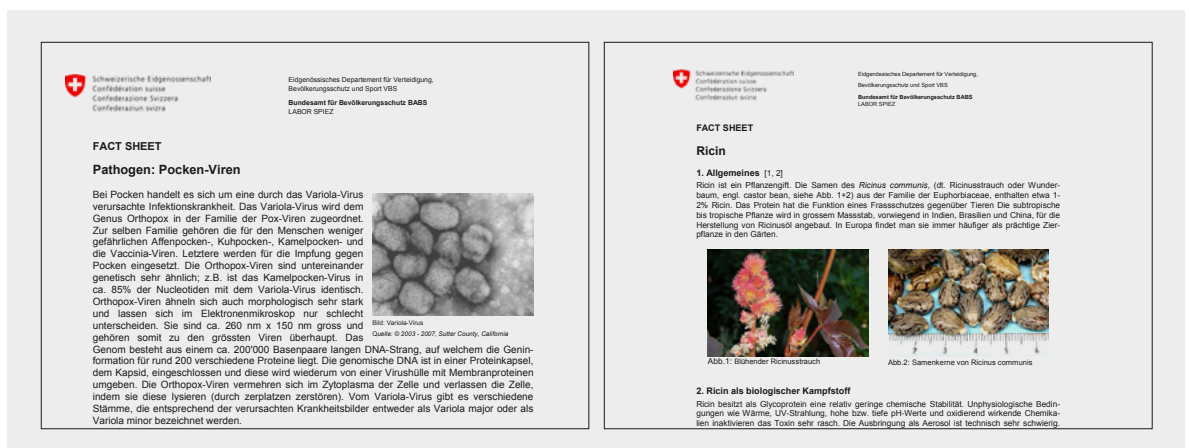 Schweizerische Eidgenossenschaft
Confédération suisse
Confederazione Svizzera
Confederaziun svizra
Eidgenössisches Departement für Verteidigung,
Bevölkerungsschutz und Sport VBS
Bundesamt für Bevölkerungsschutz BABS
LABOR SPIEZ
FACT SHEET
Pathogen: Pocken-Viren
Bei Pocken handelt es sich um eine durch das Variola-Virus
verursachte Infektionskrankheit. Das Variola-Virus wird dem
Genus Orthopox in der Familie der Pox-Viren zugeordnet.
Zur selben Familie gehören die für den Menschen weniger
gefährlichen Affenpocken-, Kuhpocken-, Kamelpocken- und
die Vaccinia-Viren. Letztere werden für die Impfung gegen
Pocken eingesetzt. Die Orthopox-Viren sind untereinander
genetisch sehr ähnlich; z.B. ist das Kamelpocken-Virus in
ca. 85% der Nucleotiden mit dem Variola-Virus identisch.
Orthopox-Viren ähneln sich auch morphologisch sehr stark
und lassen sich im Elektronenmikroskop nur schlecht
unterscheiden. Sie sind ca. 260 nm x 150 nm gross und
gehören somit zu den grössten Viren überhaupt. Das
Bild: Variola-Virus
Quelle: © 2003 - 2007, Sutter County, California
Genom besteht aus einem ca. 200'000 Basenpaare langen DNA-Strang, auf welchem die Genin-
formation für rund 200 verschiedene Proteine liegt. Die genomische DNA ist in einer Proteinkapsel,
dem Kapsid, eingeschlossen und diese wird wiederum von einer Virushülle mit Membranproteinen
umgeben. Die Orthopox-Viren vermehren sich im Zytoplasma der Zelle und verlassen die Zelle,
indem sie diese lysieren (durch zerplatzen zerstören). Vom Variola-Virus gibt es verschiedene
Stämme, die entsprechend der verursachten Krankheitsbilder entweder als Variola major oder als
Variola minor bezeichnet werden.
Schweizerische Eidgenossenschaft
Confédération suisse
Confederazione Svizzera
Confederaziun svizra
Eidgenössisches Departement für Verteidigung,
Bevölkerungsschutz und Sport VBS
Bundesamt für Bevölkerungsschutz BABS
LABOR SPIEZ
FACT SHEET
Ricin
1. Allgemeines [1, 2]
Ricin ist ein Pflanzengift. Die Samen des Ricinus communis, (dt. Ricinusstrauch oder Wunder-
baum, engl. castor bean, siehe Abb. 1+2) aus der Familie der Euphorbiaceae, enthalten etwa 1-
2% Ricin. Das Protein hat die Funktion eines Frassschutzes gegenüber Tieren Die subtropische
bis tropische Pflanze wird in grossem Massstab, vorwiegend in Indien, Brasilien und China, für die
Herstellung von Ricinusöl angebaut. In Europa findet man sie immer häufiger als prächtige Zier-
pflanze in den Gärten.
2 3 4 5 6
Abb.1: Blühender Ricinusstrauch
Abb.2: Samenkerne von Ricinus communis
2. Ricin als biologischer Kampfstoff
Ricin besitzt als Glycoprotein eine relativ geringe chemische Stabilität. Unphysiologische Bedin-
gungen wie Wärme, UV-Strahlung, hohe bzw. tiefe pH-Werte und oxidierend wirkende Chemika-
lien inaktivieren das Toxin sehr rasch. Die Ausbringung als Aerosol ist technisch sehr schwierig.